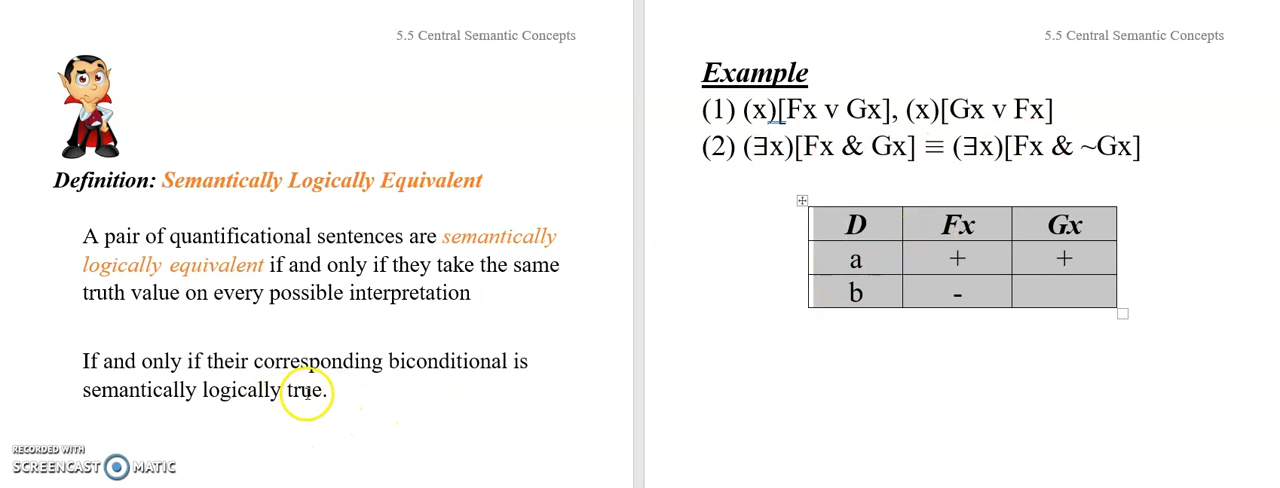 5.5 Central Semantic Concepts
Definition: Semantically Logically Equivalent
A pair of quantificational sentences are semantically
logically equivalent if and only if they take the same
truth value on every possible interpretation
If and only if their corresponding biconditional is
semantically logically true.
RECORDED WITH
SCREENCAST MATIC
5.5 Central Semantic Concepts
Example
(1) (x)[Fx v Gx], (x)[Gx v Fx]
(2) (∃x)[Fx & Gx] ≡ (∃x)[Fx & ~Gx]
D Fx Gx
a + +
b -